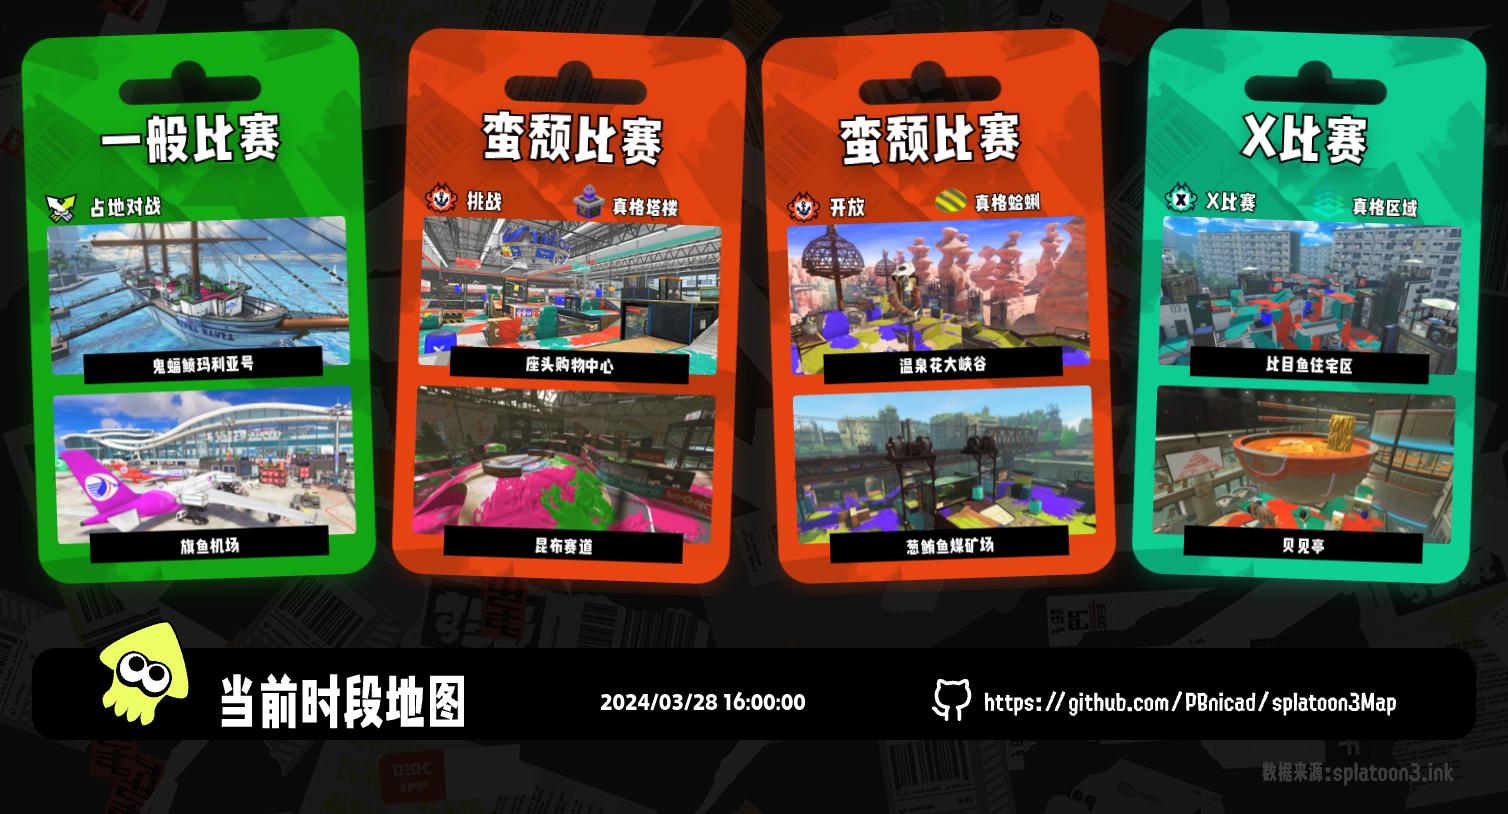 一般比赛
占地对战
鬼蝠鲼玛利亚号
旗鱼机场
蛮颓比赛
挑战
真格塔楼
座头购物中心
昆布赛道
蛮颓比赛
开放
真格蛤蜊
温泉花大峡谷
葱鲔鱼煤矿场
X比赛
X比赛
真格区域
比目鱼住宅区
贝见亭
当前时段地图
2024/03/28 16:00:00
https://github.com/PBnicad/splatoon3Map
数据来源:splatoon3.ink